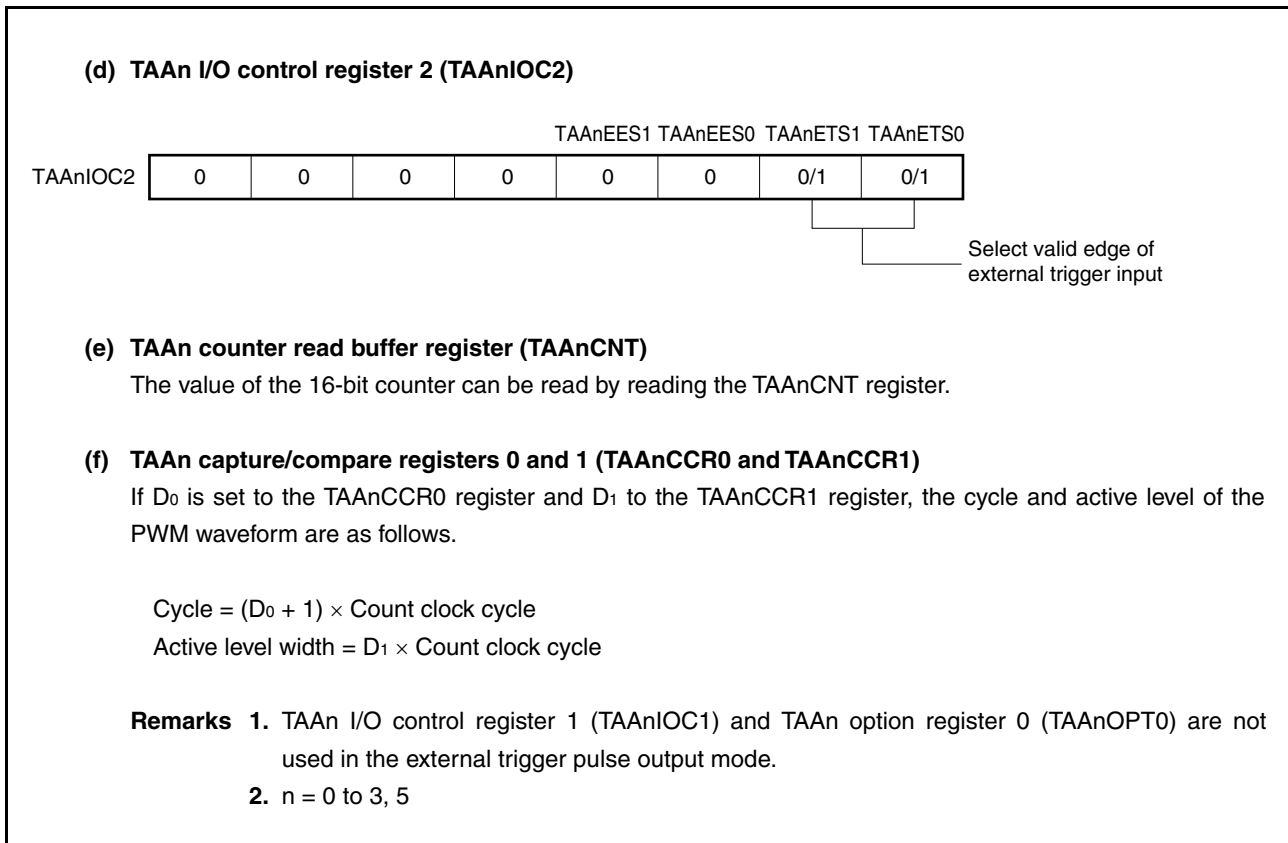 (d) TAAn I/O control register 2 (TAAnIOC2)
TAAnEES1 TAAnEES0 TAAnETS1 TAAnETS0
TAAnIOC2 0 0 0 0 0 0 0/1 0/1
Select valid edge of
external trigger input
(e) TAAn counter read buffer register (TAAnCNT)
The value of the 16-bit counter can be read by reading the TAAnCNT register.
(f) TAAn capture/compare registers 0 and 1 (TAAnCCR0 and TAAnCCR1)
If D0 is set to the TAAnCCR0 register and D1 to the TAAnCCR1 register, the cycle and active level of the
PWM waveform are as follows.
Cycle = (D0 + 1) × Count clock cycle
Active level width = D1 × Count clock cycle
Remarks 1. TAAn I/O control register 1 (TAAnIOC1) and TAAn option register 0 (TAAnOPT0) are not
used in the external trigger pulse output mode.
2. n = 0 to 3, 5